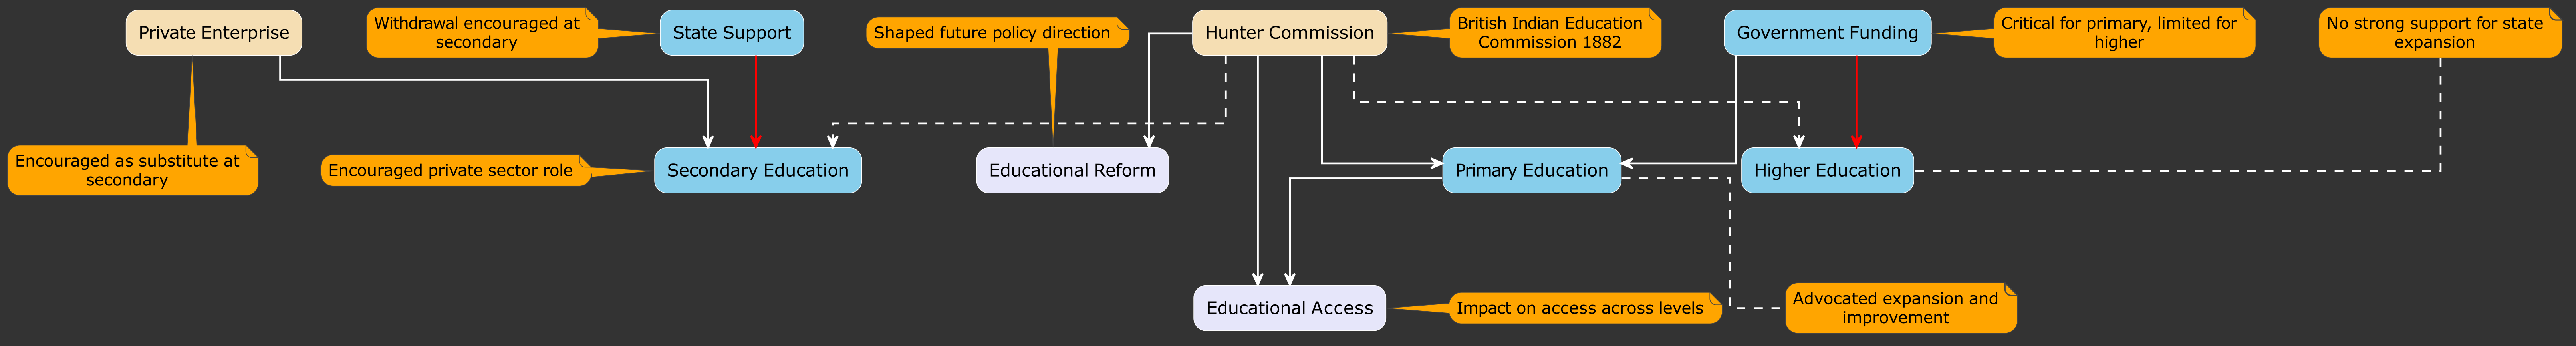 Private Enterprise
Withdrawal encouraged at
secondary
State Support
Shaped future policy direction
Hunter Commission
British Indian Education
Commission 1882
Government Funding
Critical for primary, limited for
higher
No strong support for state
expansion
Encouraged as substitute at
secondary
Encouraged private sector role
Secondary Education
Educational Reform
Primary Education
Higher Education
Educational Access
Impact on access across levels
Advocated expansion and
improvement